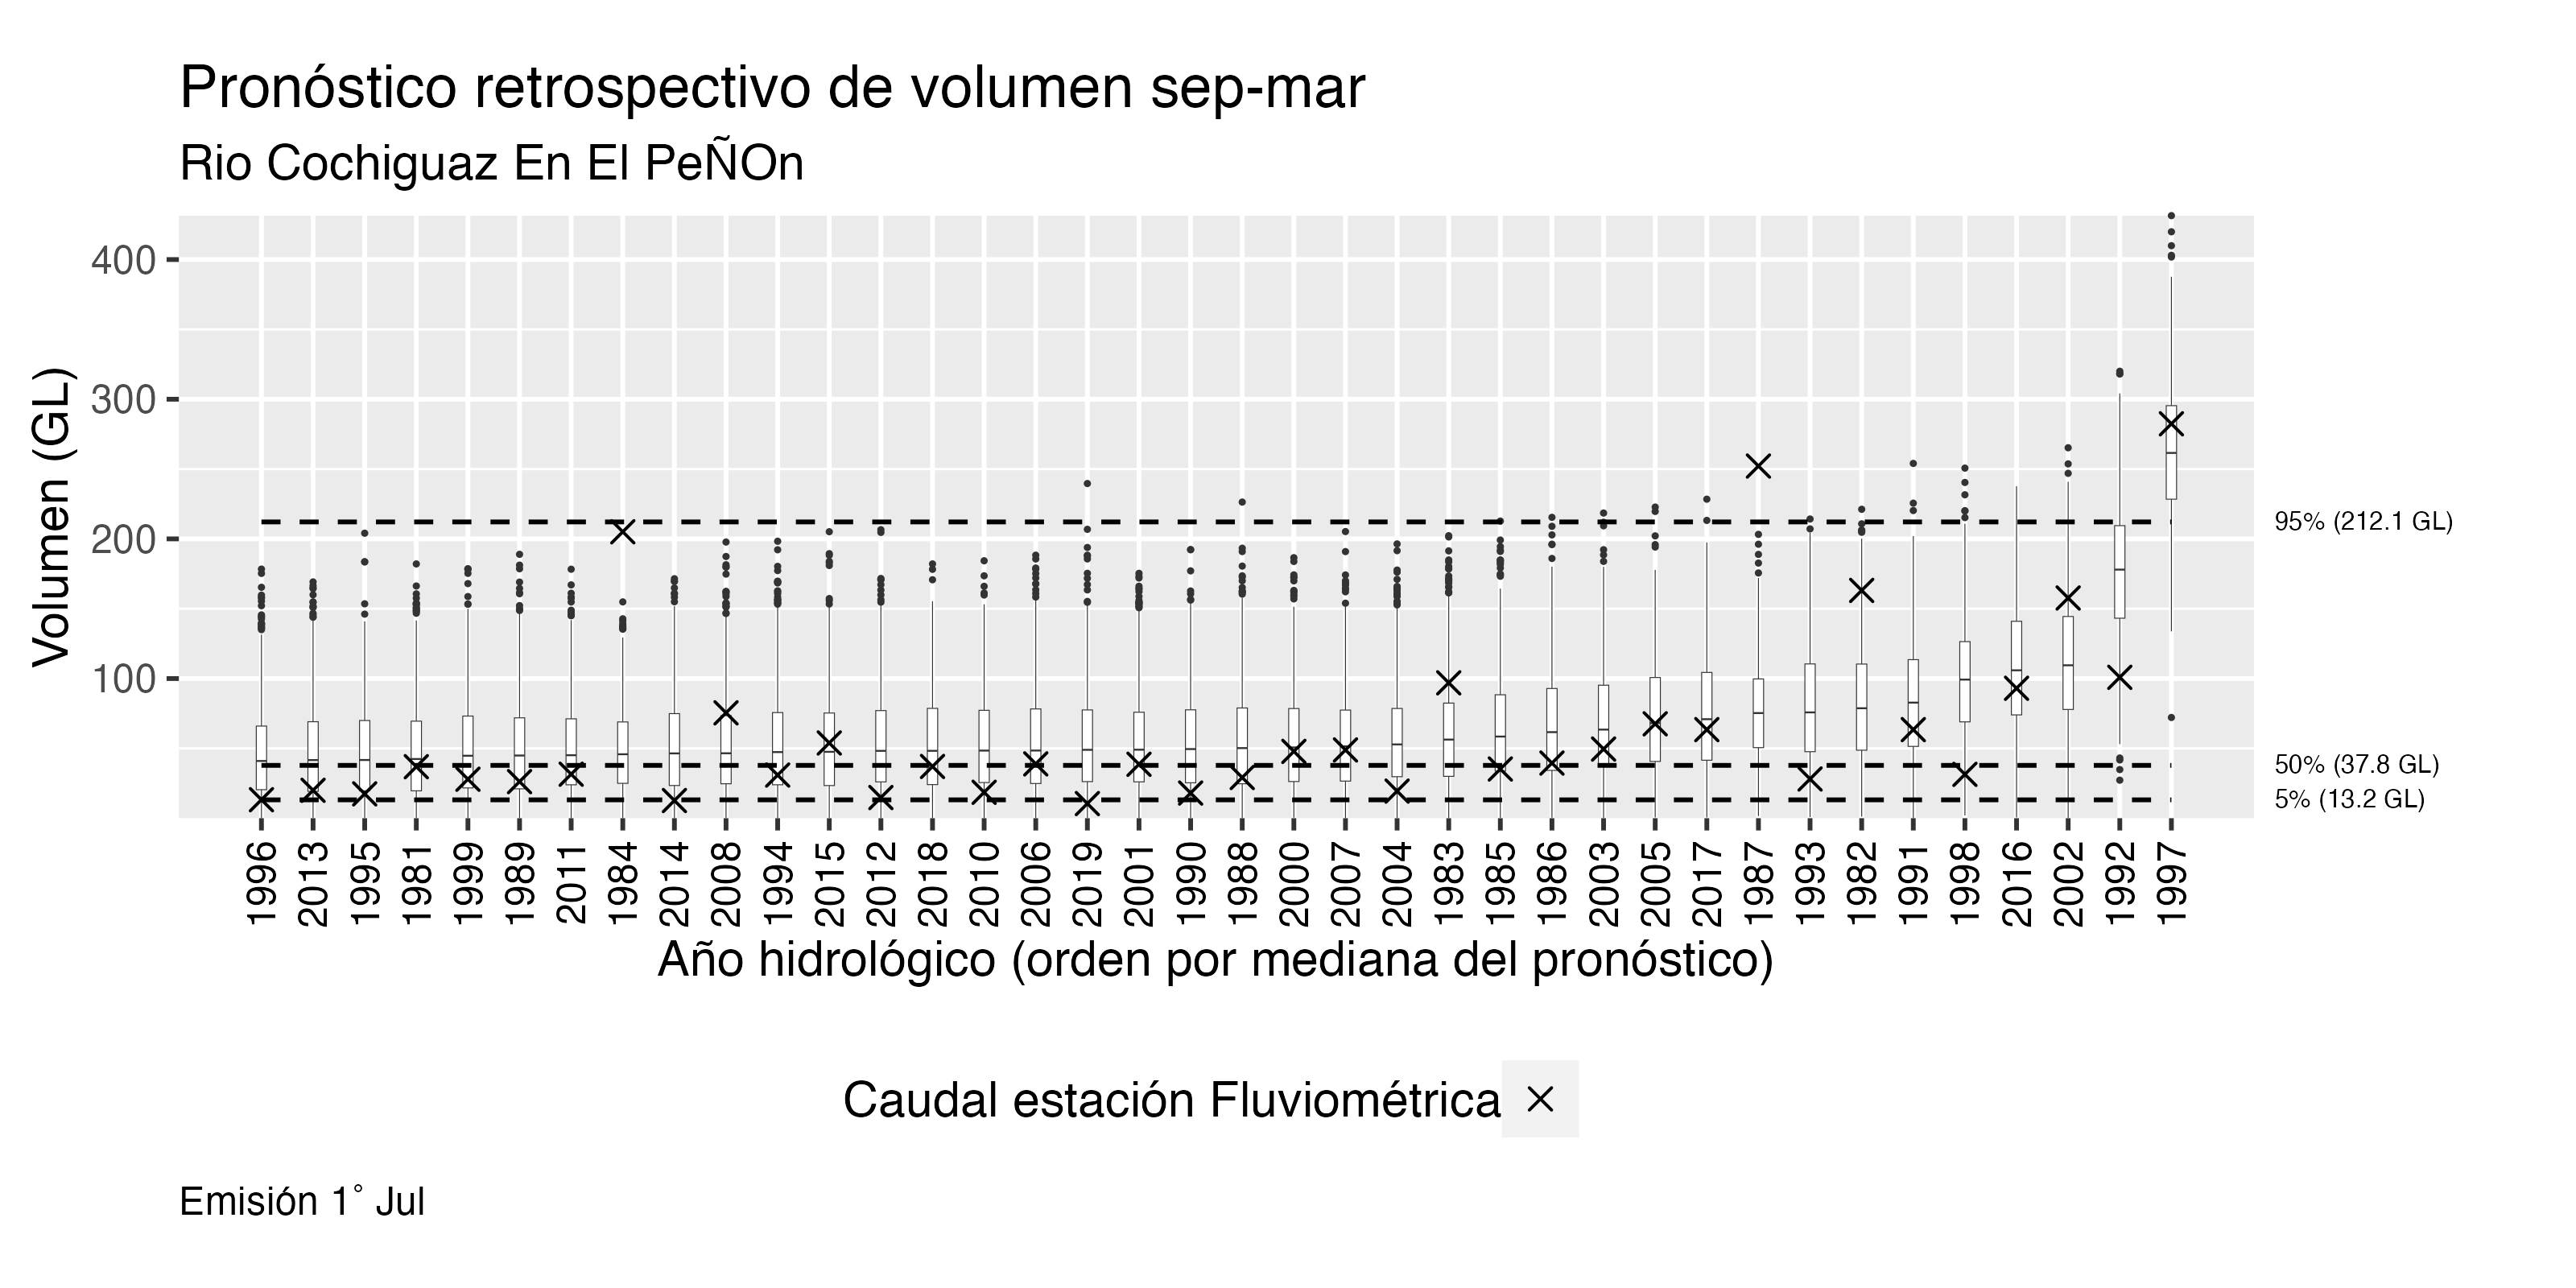 Pronóstico retrospectivo de volumen sep-mar
Rio Cochiguaz En El PeÑOn
Volumen (GL)
400
300
200
100
95% (212.1 GL)
50% (37.8 GL)
5% (13.2 GL)
1996 2013 1995 1981 1999 1989 2011 1984 2014 2008 1994 2015 2012 2018 2010 2006 2019 2001 1990 1988 2000 2007 2004 1983 1985 1986 2003 2005 2017 1987 1993 1982 1991 1998 2016 2002 1992 1997
Año hidrológico (orden por mediana del pronóstico)
Caudal estación Fluviométrica
Emisión 1° Jul